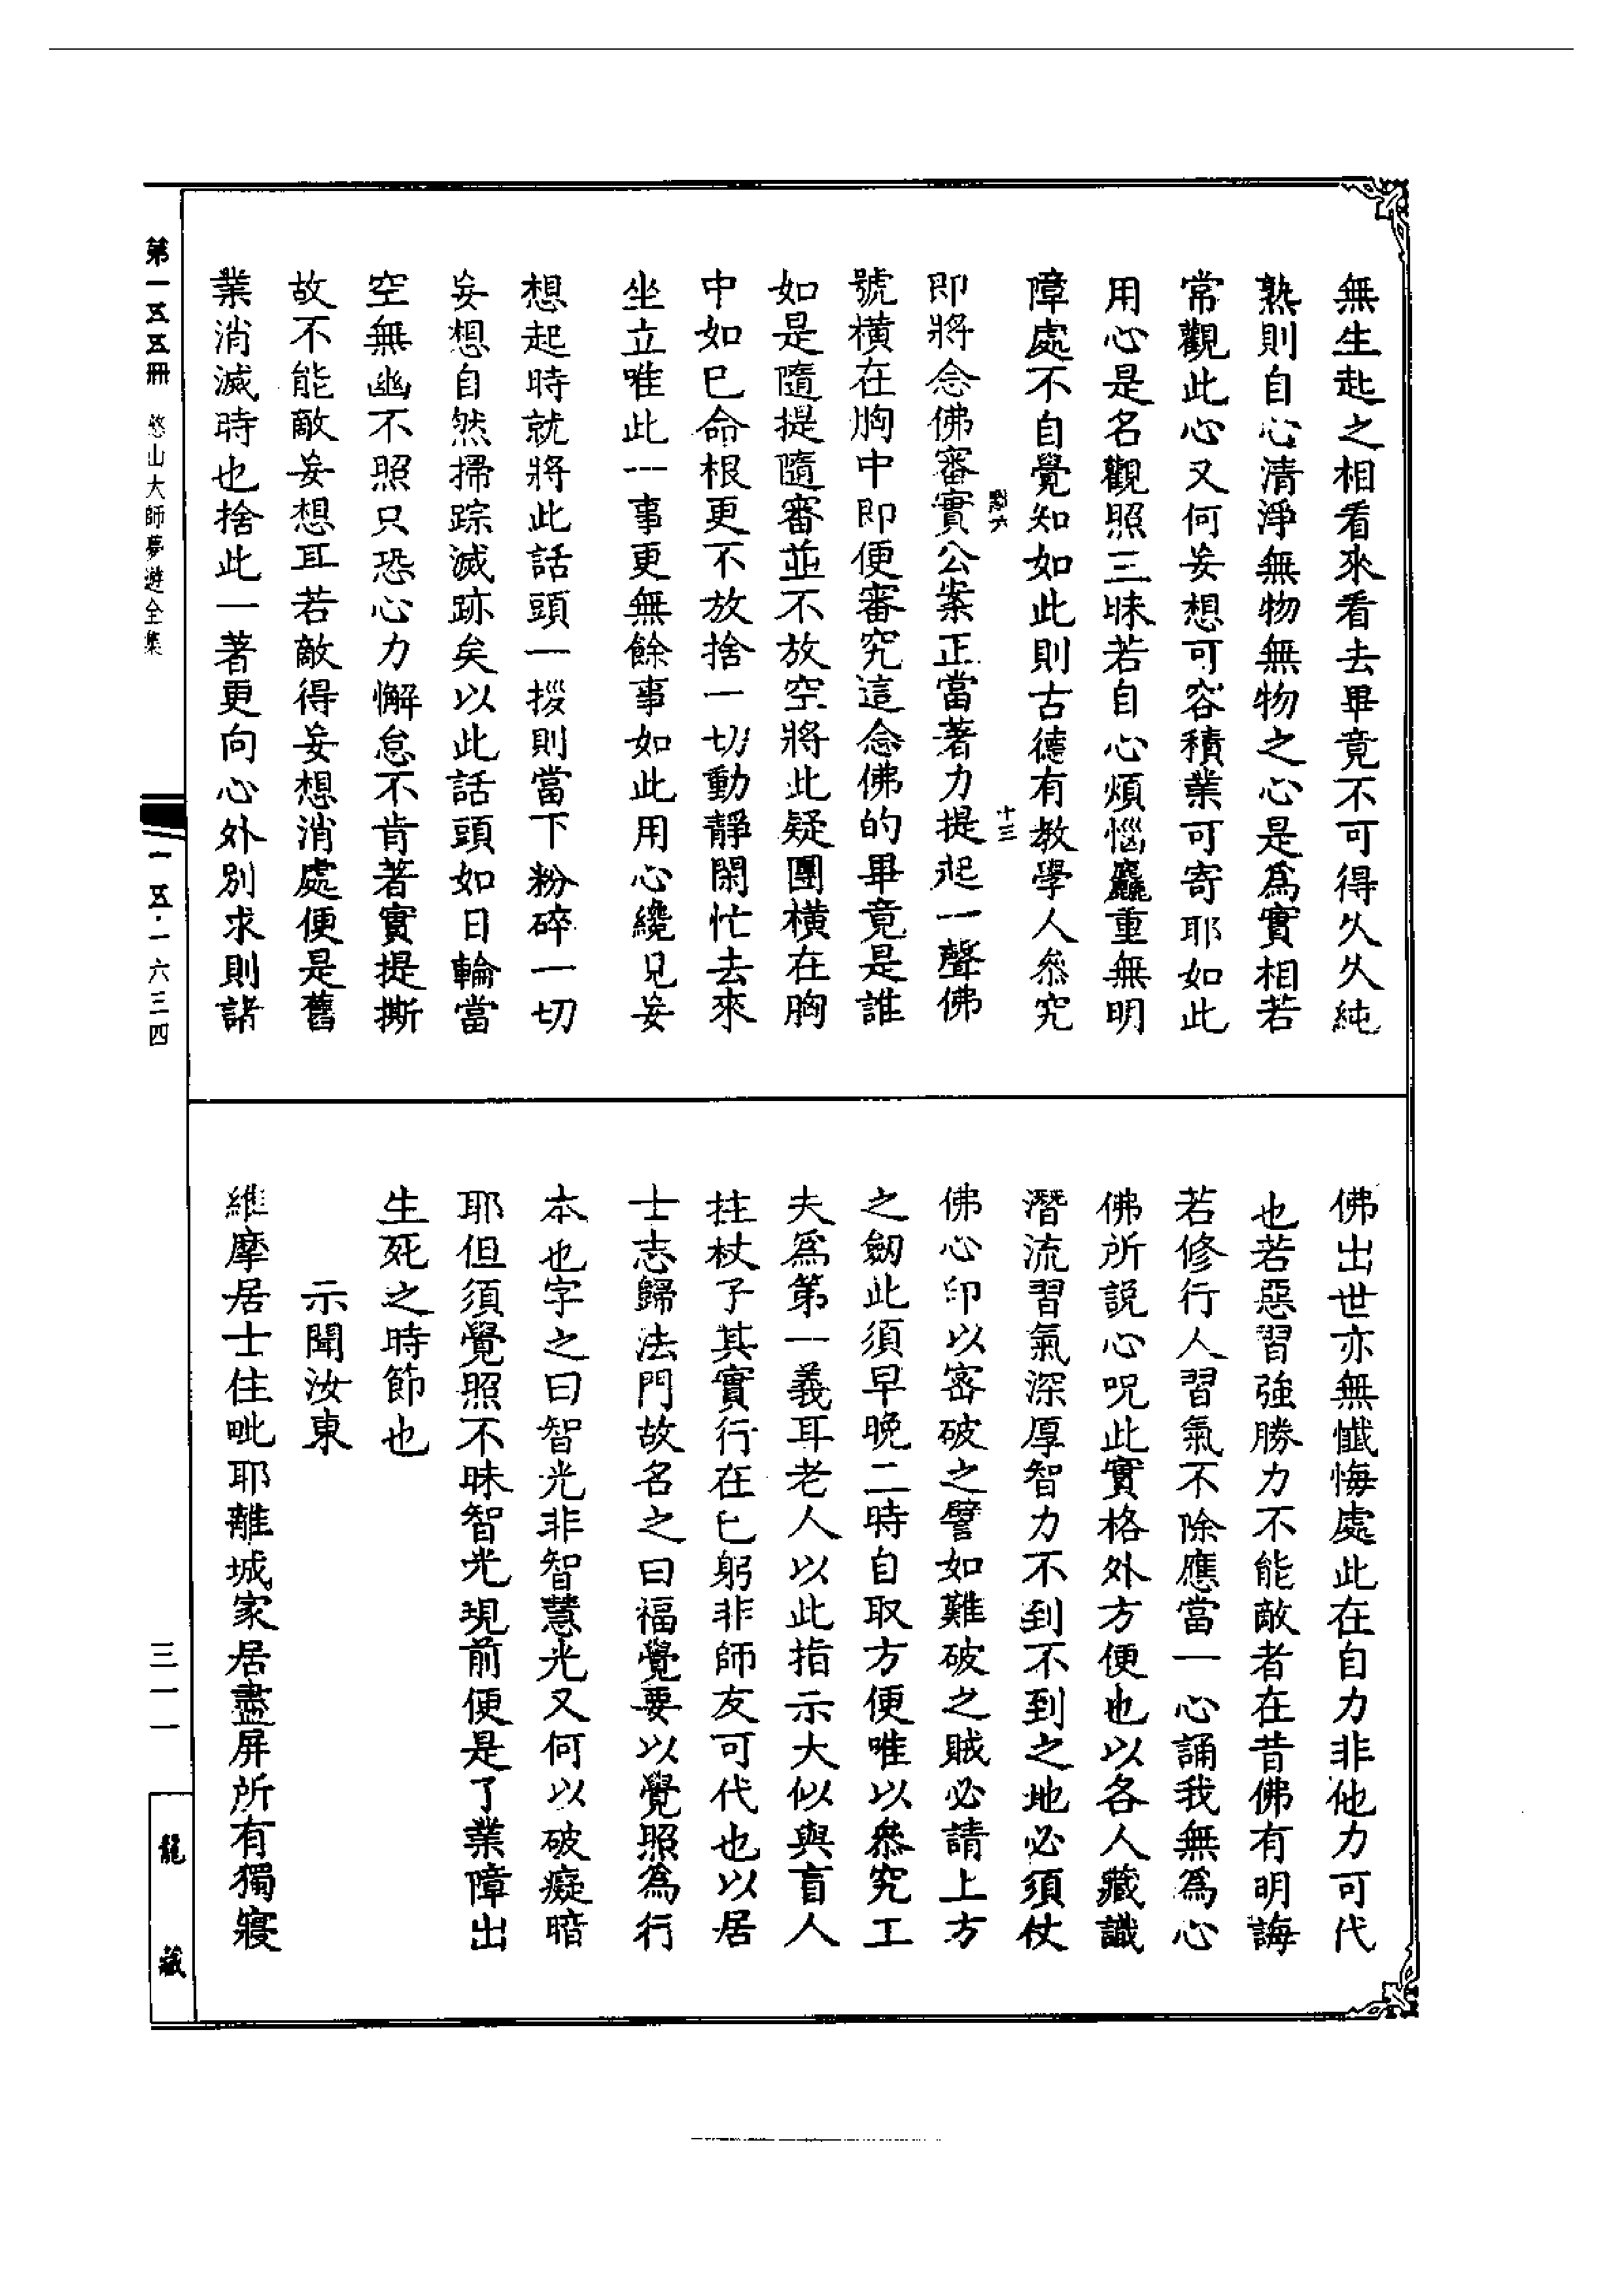 無生起之相看來看去畢竟不可得久久純
熟則自心清淨無物無物之心是為實相若
常觀此心又何妄想可容積業可寄耶如此
用心是名觀照三昧若自心煩惱麤重無明
障處不自覺知如此則古德有教學人叅究
十三
即將念佛審實公案正當著力提起一聲佛
號橫在胸中即便審究這念佛的畢竟是誰
如是隨提隨審並不放空將此疑團橫在胸
中如已命根更不放捨一切動靜閑忙去來
坐立唯此一事更無餘事如此用心纔見妄
想起時就將此話頭一拶則當下粉碎一切
妄想自然掃踪滅跡矣以此話頭如日輪當
空無幽不照只恐心力懈怠不肯著實提撕
故不能敵妄想耳若敵得妄想消處便是舊
業消滅時也捨此一著更向心外別求則諸
佛出世亦無懺悔處此在自力非他力可代
也若惡習強勝力不能敵者在昔佛有明誨
若修行人習氣不除應當一心誦我無為心
佛所說心呪此實格外方便也以各人藏識
潛流習氣深厚智力不到不到之地必須仗
佛心印以密破之譬如難破之賊必請上方
之劒此須早晚二時自取方便唯以叅究工
夫為第一義耳老人以此指示大似與盲人
拄杖子其實行在已躬非師友可代也以居
士志歸法門故名之曰福覺要以覺照為行
本也字之曰智光非智慧光又何以破癡暗
耶但須覺照不昧智光現前便是了業障出
生死之時節也
示聞汝東
維摩居士住毗耶離城家居盡屏所有獨寢
第一五五冊 憨山大師夢遊全集
一五·一六三四
三一一
龍藏